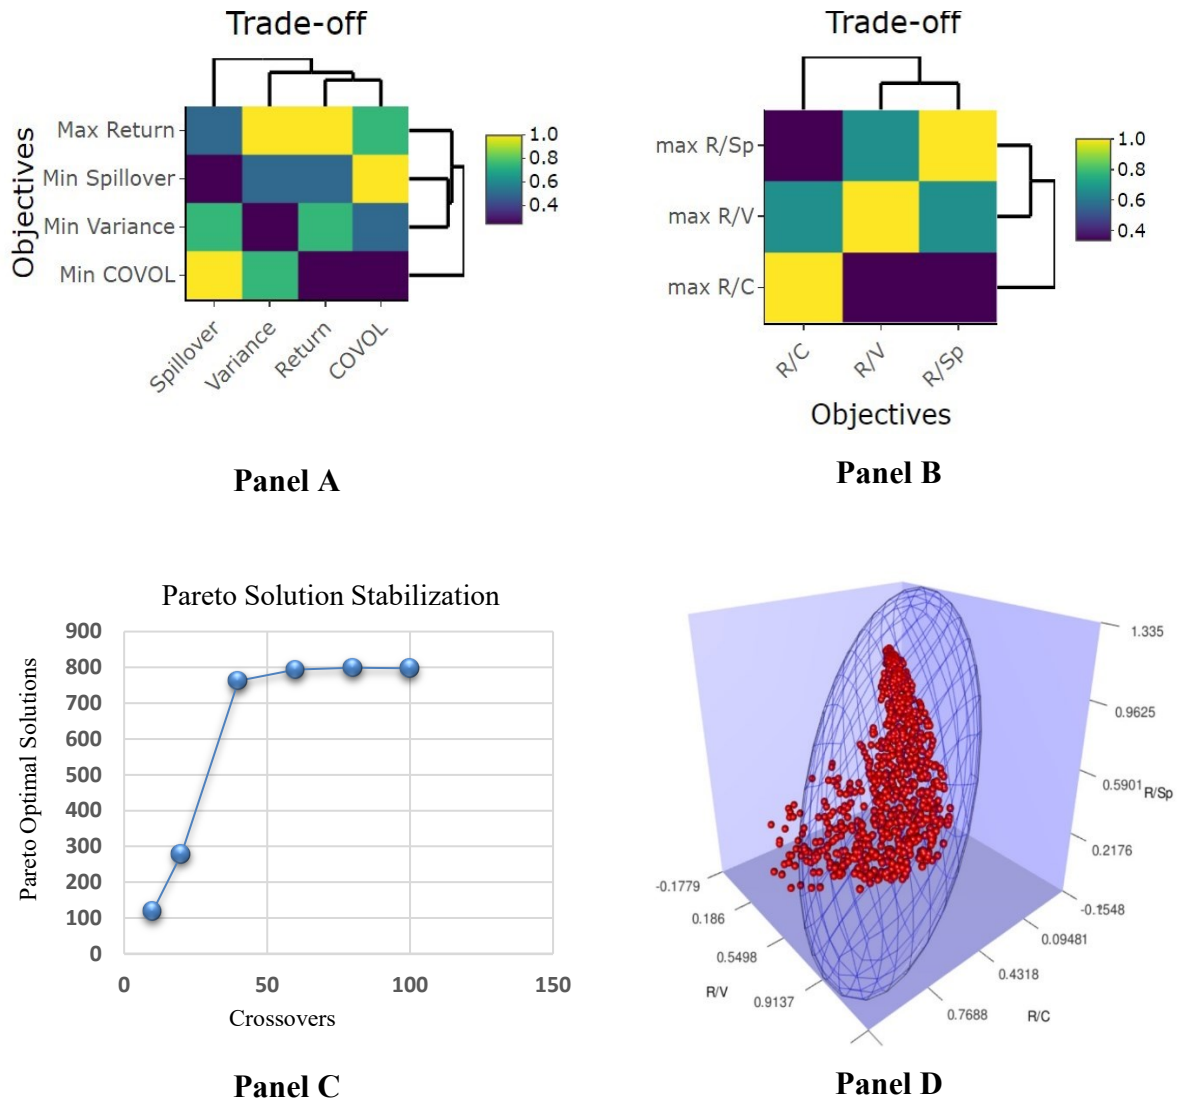 Trade-off
Objectives
Max Return
Min Spillover
Min Variance
Min COVOL
Spillover
Variance
Return
COVOL
1.0
0.8
0.6
0.4
Panel A
Trade-off
max R/Sp
max R/V
max R/C
R/C
R/V
R/Sp
Objectives
1.0
0.8
0.6
0.4
Panel B
Pareto Solution Stabilization
Pareto Optimal Solutions
900
800
700
600
500
400
300
200
100
0
0
50
100
150
Crossovers
Panel C
1.335
0.9625
0.5901
R/Sp
0.2176
-0.1548
-0.1779
0.186
0.5498
0.9137
R/V
0.09481
0.4318
0.7688
R/C
Panel D